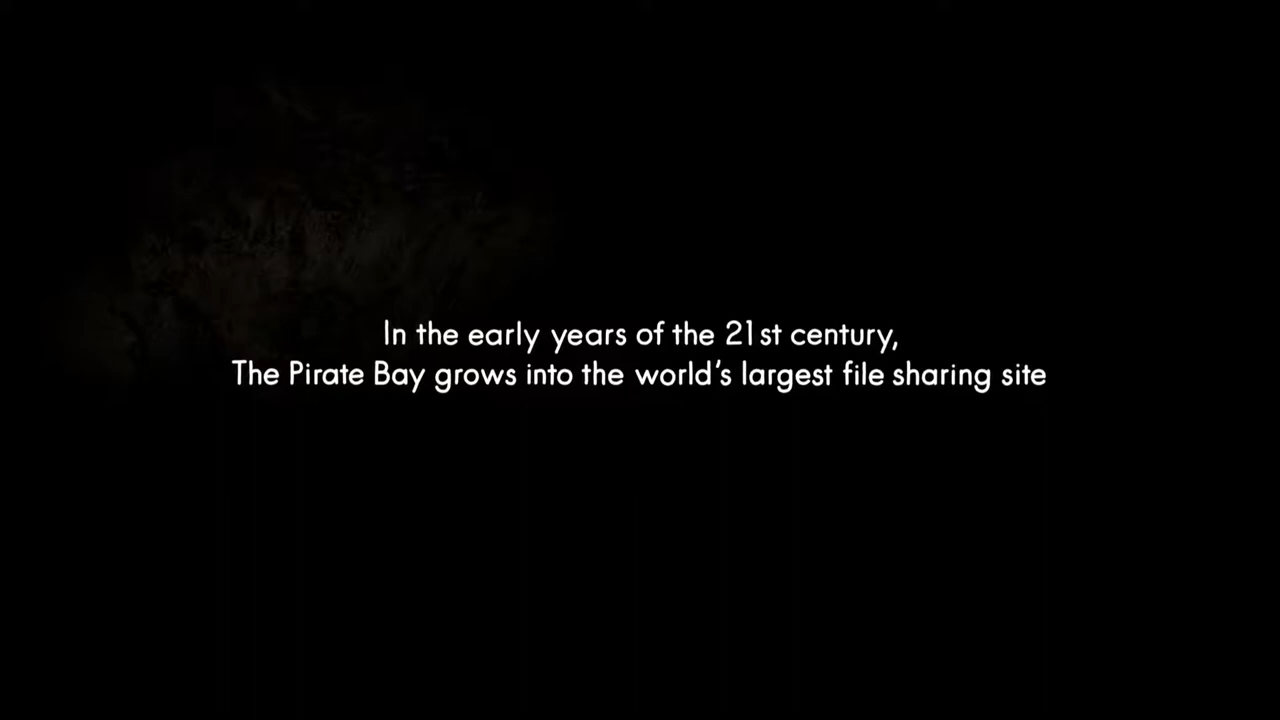 In the early years of the 21st century,
The Pirate Bay grows into the world's largest file sharing site